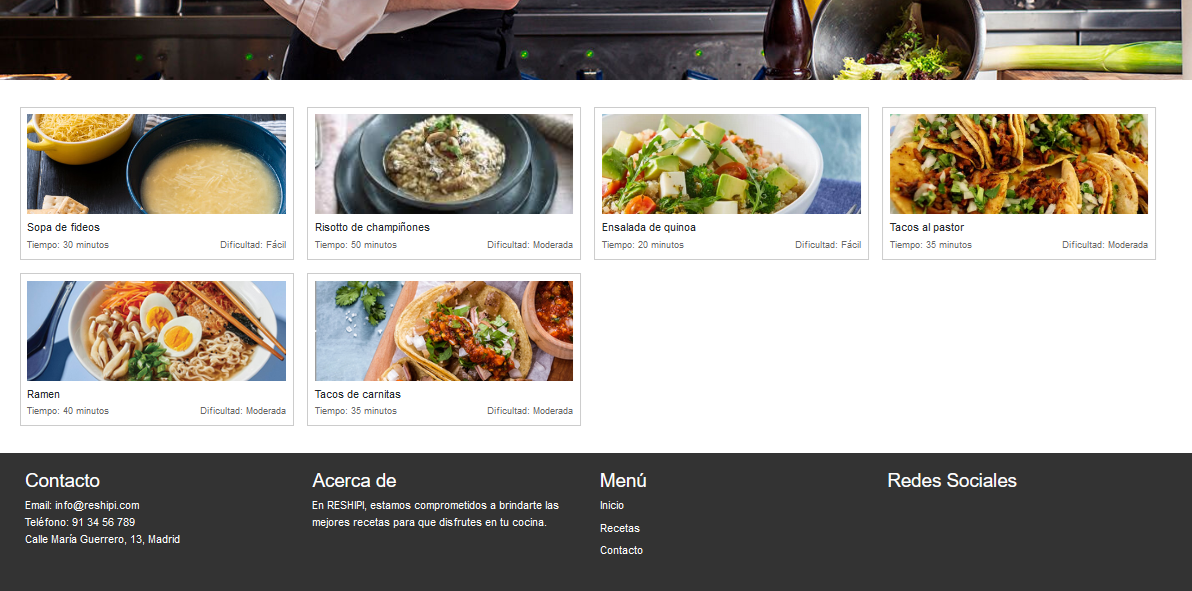 Sopa de fideos
Tiempo: 30 minutos Dificultad: Fácil
Risotto de champiñones
Tiempo: 50 minutos Dificultad: Moderada
Ensalada de quinoa
Tiempo: 20 minutos Dificultad: Fácil
Tacos al pastor
Tiempo: 35 minutos Dificultad: Moderada
Ramen
Tiempo: 40 minutos Dificultad: Moderada
Tacos de carnitas
Tiempo: 35 minutos Dificultad: Moderada
Contacto
Email: info@reshipi.com
Teléfono: 91 34 56 789
Calle María Guerrero, 13, Madrid
Acerca de
En RESHIPI, estamos comprometidos a brindarte las
mejores recetas para que disfrutes en tu cocina.
Menú
Inicio
Recetas
Contacto
Redes Sociales